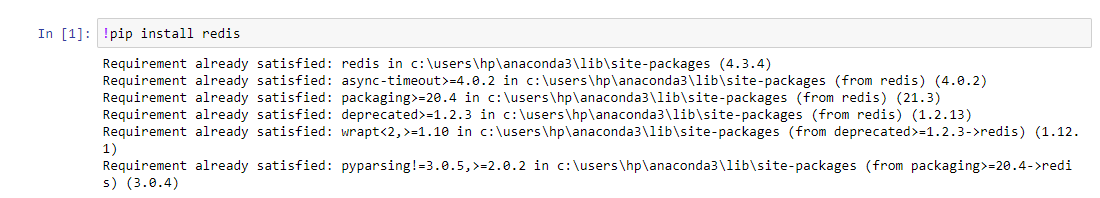 In [1]: !pip install redis
Requirement already satisfied: redis in c:\users\hp\anaconda3\lib\site-packages (4.3.4)
Requirement already satisfied: async-timeout>=4.0.2 in c:\users\hp\anaconda3\lib\site-packages (from redis) (4.0.2)
Requirement already satisfied: packaging>=20.4 in c:\users\hp\anaconda3\lib\site-packages (from redis) (21.3)
Requirement already satisfied: deprecated>=1.2.3 in c:\users\hp\anaconda3\lib\site-packages (from redis) (1.2.13)
Requirement already satisfied: wrapt<2,>=1.10 in c:\users\hp\anaconda3\lib\site-packages (from deprecated>=1.2.3->redis) (1.12.
1)
Requirement already satisfied: pyparsing!=3.0.5,>=2.0.2 in c:\users\hp\anaconda3\lib\site-packages (from packaging>=20.4->redi
s) (3.0.4)